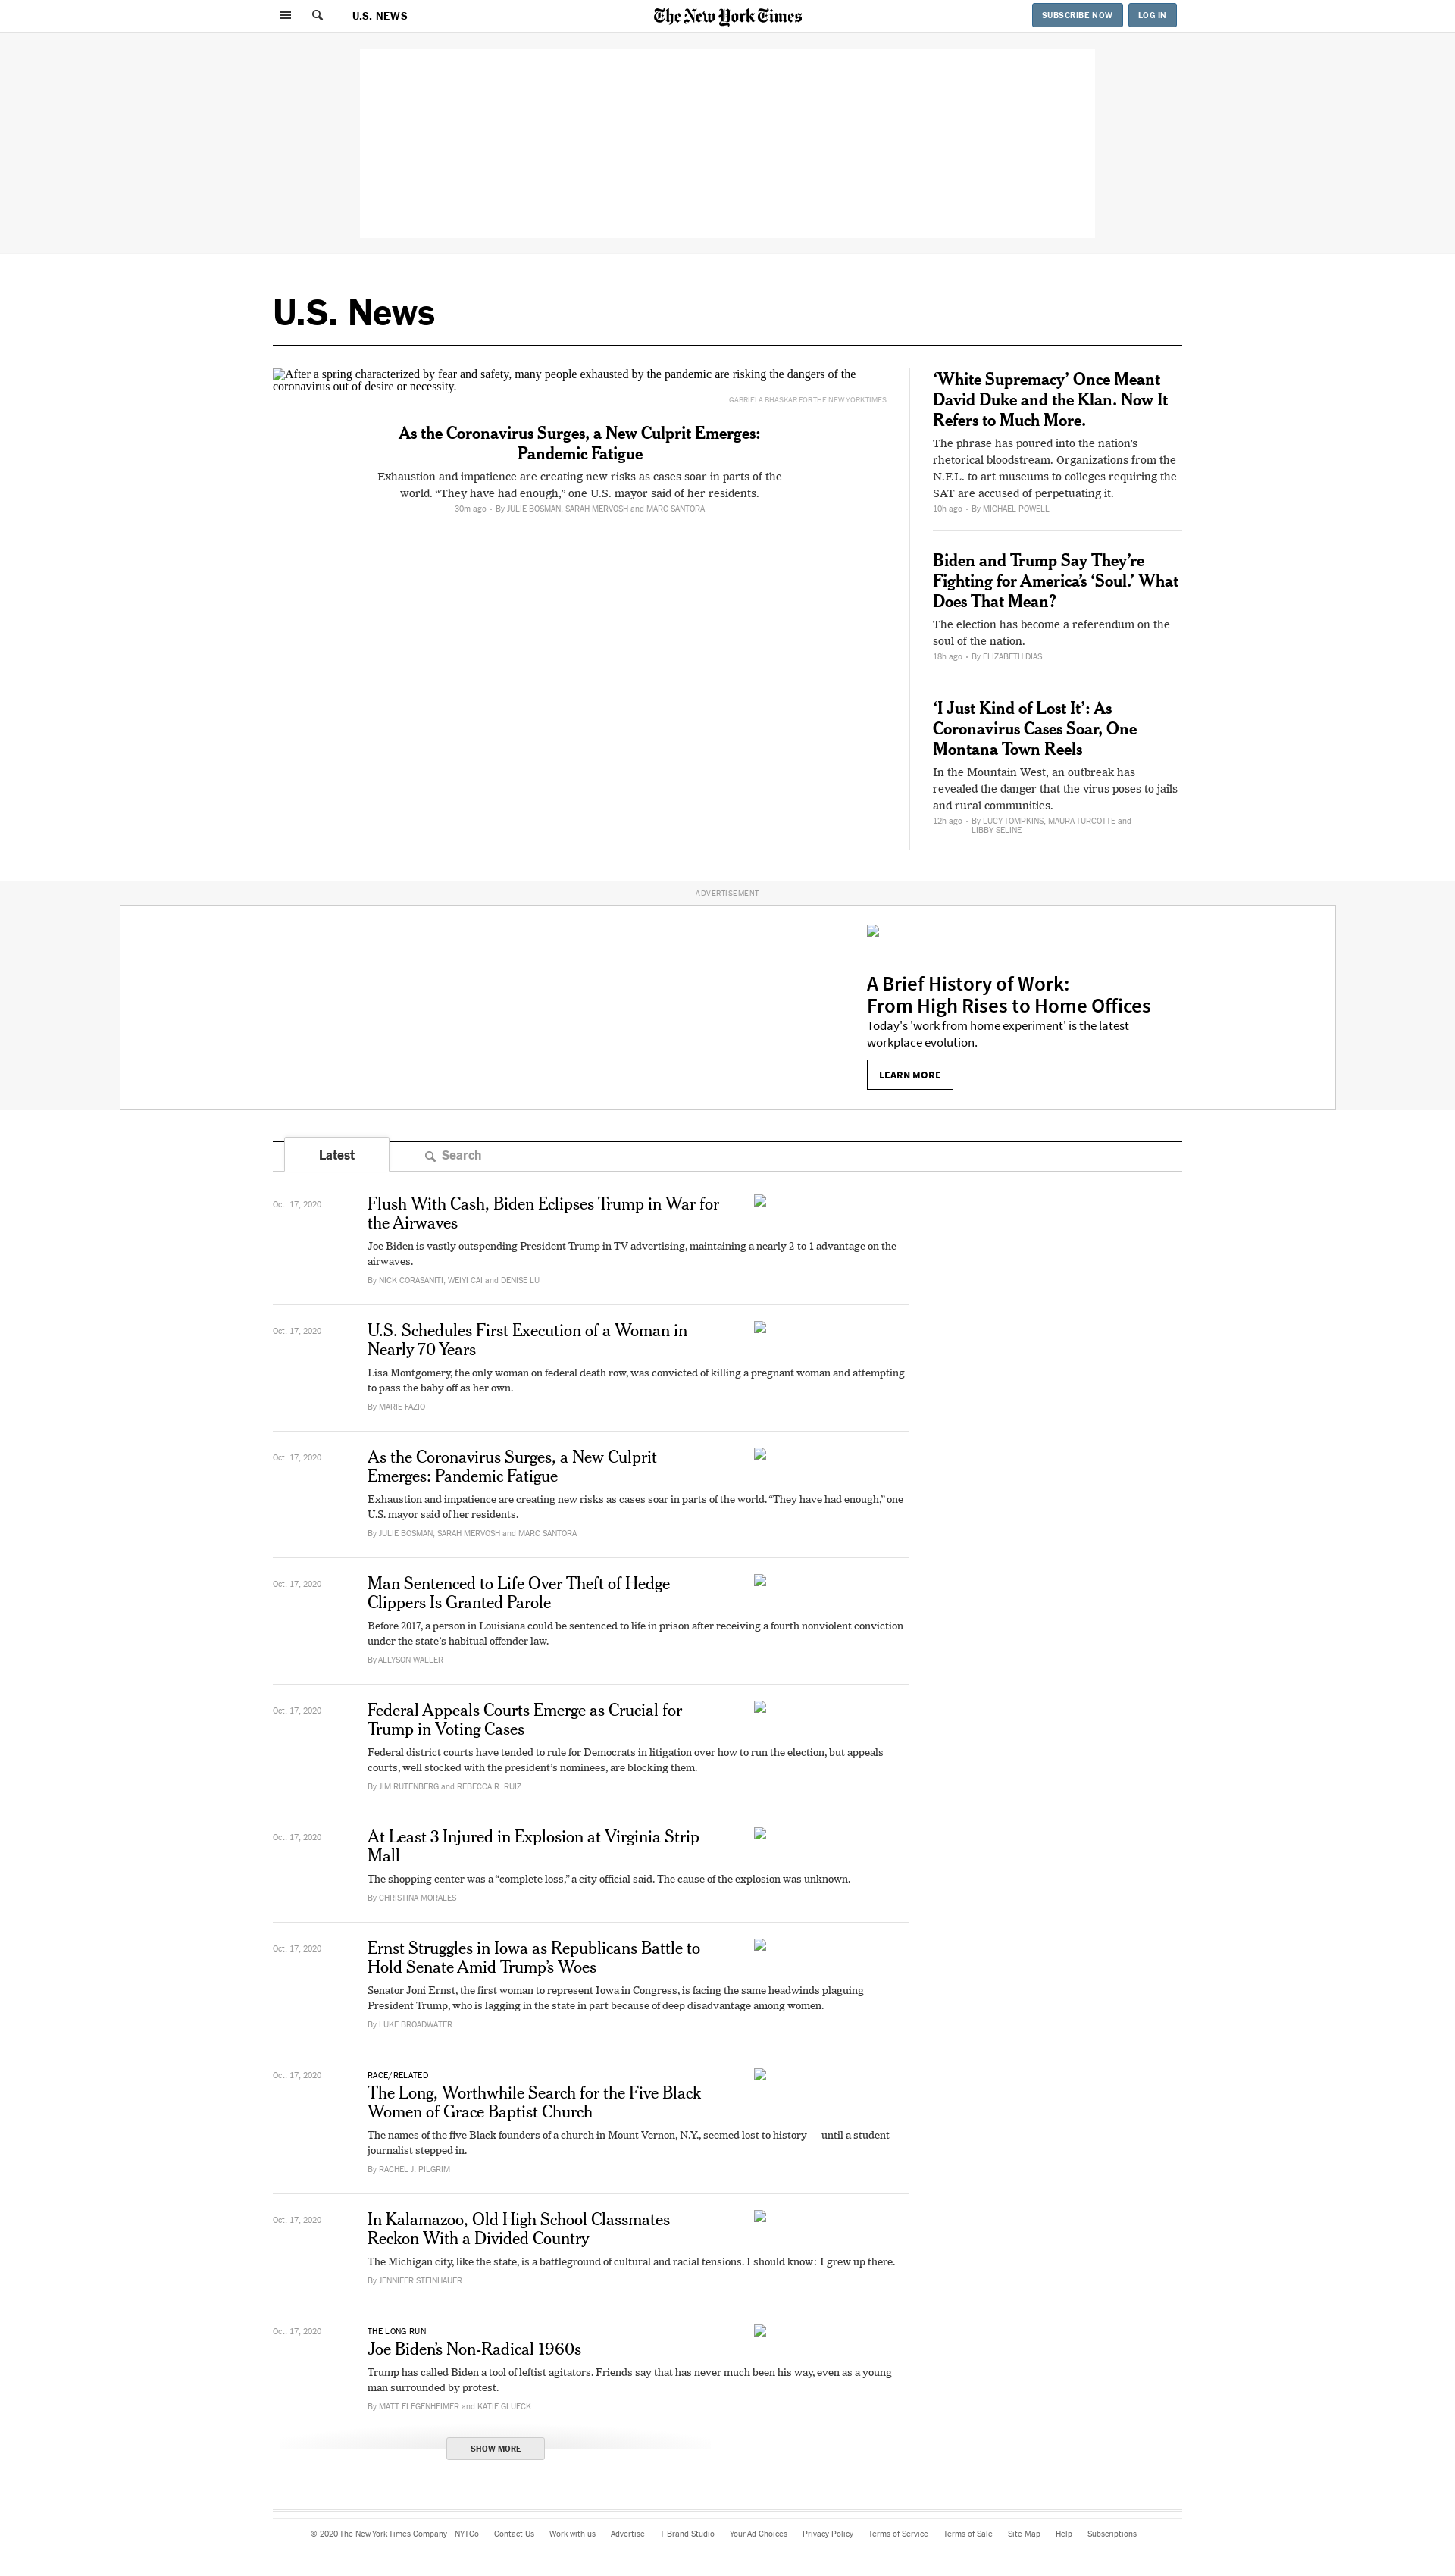 U.S. NEWS
The New York Times
SUBSCRIBE NOW
LOG IN
U.S. News
After a spring characterized by fear and safety, many people exhausted by the pandemic are risking the dangers of the
coronavirus out of desire or necessity.
GABRIELA BHASKAR FOR THE NEW YORK TIMES
As the Coronavirus Surges, a New Culprit Emerges:
Pandemic Fatigue
Exhaustion and impatience are creating new risks as cases soar in parts of the
world. “They have had enough,” one U.S. mayor said of her residents.
30m ago • By JULIE BOSMAN, SARAH MERVOSH and MARC SANTORA
‘White Supremacy’ Once Meant
David Duke and the Klan. Now It
Refers to Much More.
The phrase has poured into the nation’s
rhetorical bloodstream. Organizations from the
N.F.L. to art museums to colleges requiring the
SAT are accused of perpetuating it.
10h ago • By MICHAEL POWELL
Biden and Trump Say They’re
Fighting for America’s ‘Soul.’ What
Does That Mean?
The election has become a referendum on the
soul of the nation.
18h ago • By ELIZABETH DIAS
‘I Just Kind of Lost It’: As
Coronavirus Cases Soar, One
Montana Town Reels
In the Mountain West, an outbreak has
revealed the danger that the virus poses to jails
and rural communities.
12h ago • By LUCY TOMPKINS, MAURA TURCOTTE and
LIBBY SELINE
ADVERTISEMENT
A Brief History of Work:
From High Rises to Home Offices
Today's 'work from home experiment' is the latest
workplace evolution.
LEARN MORE
Latest
Search
Oct. 17, 2020
Flush With Cash, Biden Eclipses Trump in War for
the Airwaves
Joe Biden is vastly outspending President Trump in TV advertising, maintaining a nearly 2-to-1 advantage on the
airwaves.
By NICK CORASANITI, WEIYI CAI and DENISE LU
Oct. 17, 2020
U.S. Schedules First Execution of a Woman in
Nearly 70 Years
Lisa Montgomery, the only woman on federal death row, was convicted of killing a pregnant woman and attempting
to pass the baby off as her own.
By MARIE FAZIO
Oct. 17, 2020
As the Coronavirus Surges, a New Culprit
Emerges: Pandemic Fatigue
Exhaustion and impatience are creating new risks as cases soar in parts of the world. “They have had enough,” one
U.S. mayor said of her residents.
By JULIE BOSMAN, SARAH MERVOSH and MARC SANTORA
Oct. 17, 2020
Man Sentenced to Life Over Theft of Hedge
Clippers Is Granted Parole
Before 2017, a person in Louisiana could be sentenced to life in prison after receiving a fourth nonviolent conviction
under the state’s habitual offender law.
By ALLYSON WALLER
Oct. 17, 2020
Federal Appeals Courts Emerge as Crucial for
Trump in Voting Cases
Federal district courts have tended to rule for Democrats in litigation over how to run the election, but appeals
courts, well stocked with the president’s nominees, are blocking them.
By JIM RUTENBERG and REBECCA R. RUIZ
Oct. 17, 2020
At Least 3 Injured in Explosion at Virginia Strip
Mall
The shopping center was a “complete loss,” a city official said. The cause of the explosion was unknown.
By CHRISTINA MORALES
Oct. 17, 2020
Ernst Struggles in Iowa as Republicans Battle to
Hold Senate Amid Trump’s Woes
Senator Joni Ernst, the first woman to represent Iowa in Congress, is facing the same headwinds plaguing
President Trump, who is lagging in the state in part because of deep disadvantage among women.
By LUKE BROADWATER
Oct. 17, 2020
RACE/RELATED
The Long, Worthwhile Search for the Five Black
Women of Grace Baptist Church
The names of the five Black founders of a church in Mount Vernon, N.Y., seemed lost to history — until a student
journalist stepped in.
By RACHEL J. PILGRIM
Oct. 17, 2020
In Kalamazoo, Old High School Classmates
Reckon With a Divided Country
The Michigan city, like the state, is a battleground of cultural and racial tensions. I should know: I grew up there.
By JENNIFER STEINHAUER
Oct. 17, 2020
THE LONG RUN
Joe Biden’s Non-Radical 1960s
Trump has called Biden a tool of leftist agitators. Friends say that has never much been his way, even as a young
man surrounded by protest.
By MATT FLEGENHEIMER and KATIE GLUECK
SHOW MORE
© 2020 The New York Times Company NYTCo Contact Us Work with us Advertise T Brand Studio Your Ad Choices Privacy Policy Terms of Service Terms of Sale Site Map Help Subscriptions